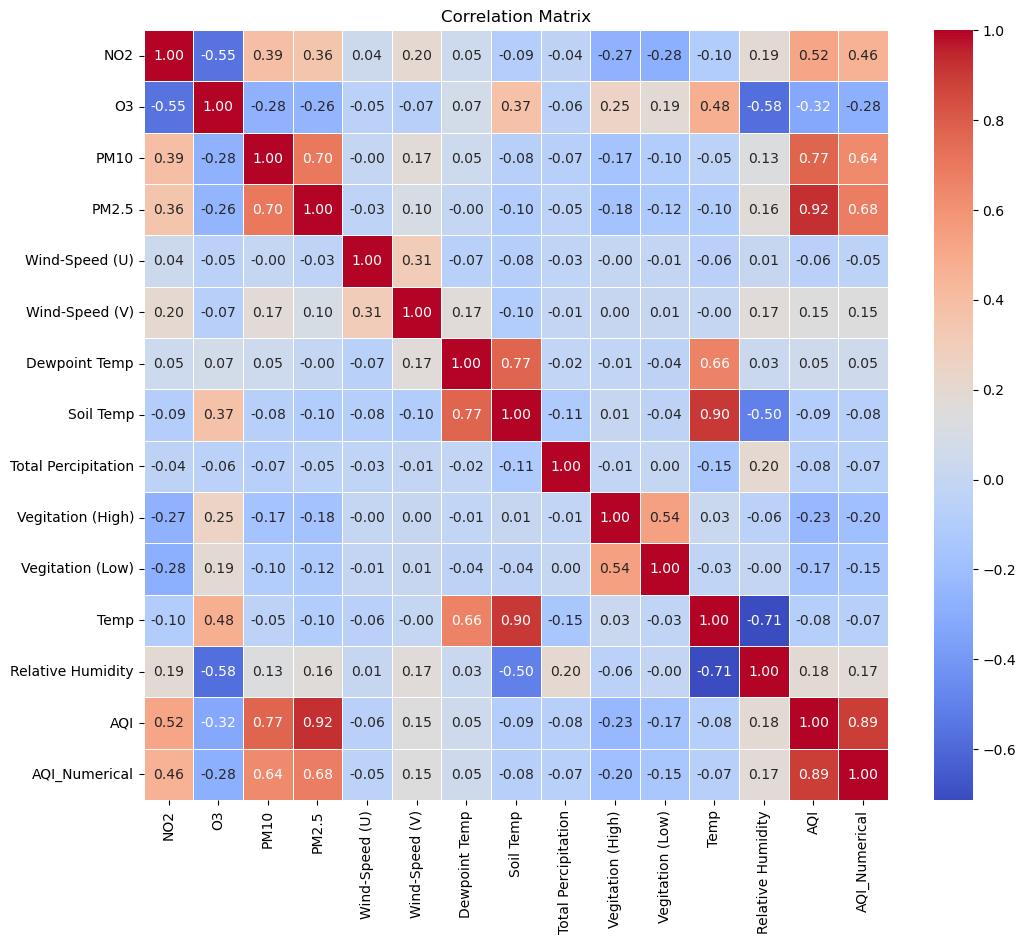 Correlation Matrix
NO2 1.00 -0.55 0.39 0.36 0.04 0.20 0.05 -0.09 -0.04 -0.27 -0.28 -0.10 0.19 0.52 0.46
O3 -0.55 1.00 -0.28 -0.26 -0.05 -0.07 0.07 0.37 -0.06 0.25 0.19 0.48 -0.58 -0.32 -0.28
PM10 0.39 -0.28 1.00 0.70 -0.00 0.17 0.05 -0.08 -0.07 -0.17 -0.10 -0.05 0.13 0.77 0.64
PM2.5 0.36 -0.26 0.70 1.00 -0.03 0.10 -0.00 -0.10 -0.05 -0.18 -0.12 -0.10 0.16 0.92 0.68
Wind-Speed (U) 0.04 -0.05 -0.00 -0.03 1.00 0.31 -0.07 -0.08 -0.03 -0.00 -0.01 -0.06 0.01 -0.06 -0.05
Wind-Speed (V) 0.20 -0.07 0.17 0.10 0.31 1.00 0.17 -0.10 -0.01 0.00 0.01 -0.00 0.17 0.15 0.15
Dewpoint Temp 0.05 0.07 0.05 -0.00 -0.07 0.17 1.00 0.77 -0.02 -0.01 -0.04 0.66 0.03 0.05 0.05
Soil Temp -0.09 0.37 -0.08 -0.10 -0.08 -0.10 0.77 1.00 -0.11 0.01 -0.04 0.90 -0.50 -0.09 -0.08
Total Percipitation -0.04 -0.06 -0.07 -0.05 -0.03 -0.01 -0.02 -0.11 1.00 -0.01 0.00 -0.15 0.20 -0.08 -0.07
Vegitation (High) -0.27 0.25 -0.17 -0.18 -0.00 0.00 -0.01 0.01 -0.01 1.00 0.54 0.03 -0.06 -0.23 -0.20
Vegitation (Low) -0.28 0.19 -0.10 -0.12 -0.01 0.01 -0.04 -0.04 0.00 0.54 1.00 -0.03 -0.00 -0.17 -0.15
Temp -0.10 0.48 -0.05 -0.10 -0.06 -0.00 0.66 0.90 -0.15 0.03 -0.03 1.00 -0.71 -0.08 -0.07
Relative Humidity 0.19 -0.58 0.13 0.16 0.01 0.17 0.03 -0.50 0.20 -0.06 -0.00 -0.71 1.00 0.18 0.17
AQI 0.52 -0.32 0.77 0.92 -0.06 0.15 0.05 -0.09 -0.08 -0.23 -0.17 -0.08 0.18 1.00 0.89
AQI_Numerical 0.46 -0.28 0.64 0.68 -0.05 0.15 0.05 -0.08 -0.07 -0.20 -0.15 -0.07 0.17 0.89 1.00
NO2
O3
PM10
PM2.5
Wind-Speed (U)
Wind-Speed (V)
Dewpoint Temp
Soil Temp
Total Percipitation
Vegitation (High)
Vegitation (Low)
Temp
Relative Humidity
AQI
AQI_Numerical
1.0
0.8
0.6
0.4
0.2
0.0
−0.2
−0.4
−0.6